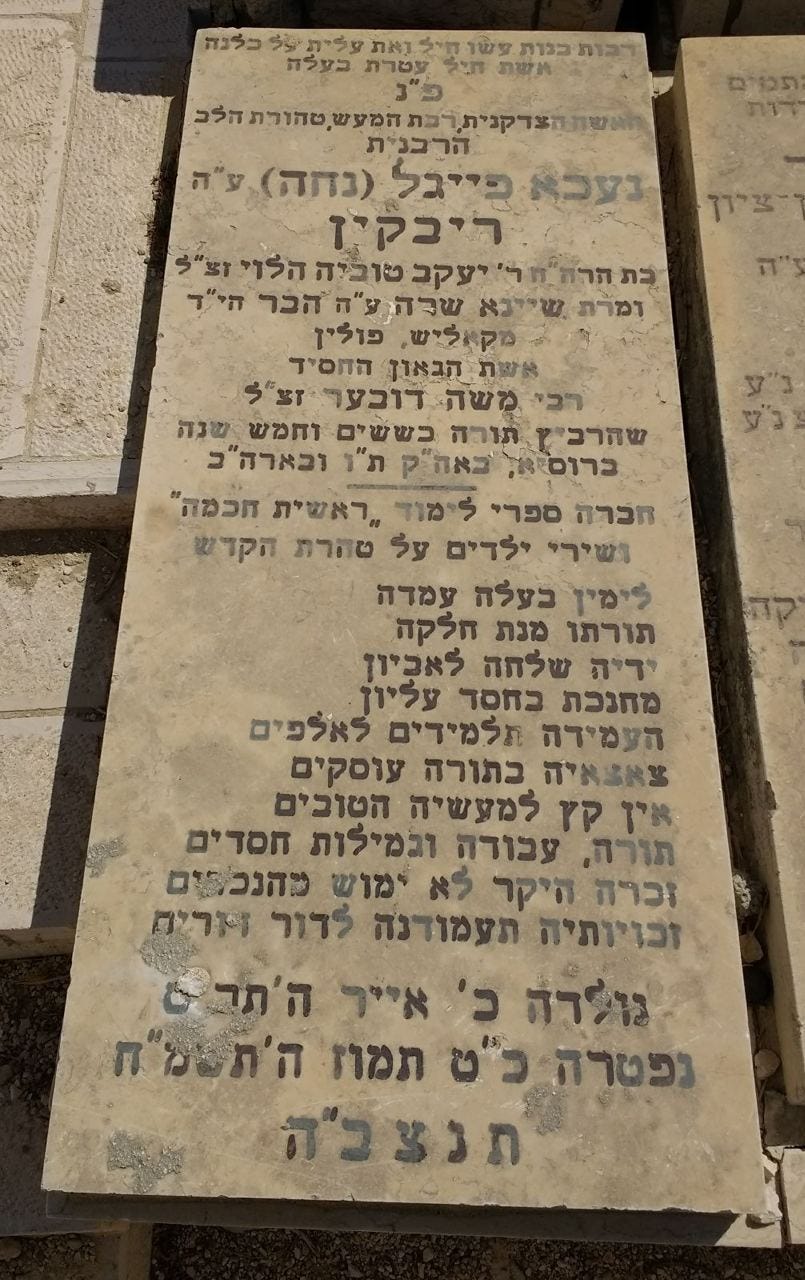 רבות בנות עשו חיל ואת עלית על כלנה
אשת חיל עטרת בעלה
פ"נ
האשה הצדקנית, רבת המעש, טהורת הלב
הרבנית
נעכא פייגל (נחה) ע"ה
ריבקין
בת הרה"ח ר' יעקב טוביה הלוי זצ"ל
ומרת שיינא שרה ע"ה הבר הי"ד
מקאליש, פולין
אשת הגאון החסיד
רבי משה דובער זצ"ל
שהרביץ תורה כששים וחמש שנה
ברוסיא, באה"ק ת"ו ובארה"ב
חברה ספרי לימוד „ראשית חכמה"
ושירי ילדים על טהרת הקדש
לימין בעלה עמדה
תורתו מנת חלקה
ידיה שלחה לאביון
מחנכת בחסד עליון
העמידה תלמידים לאלפים
צאצאיה בתורה עוסקים
אין קץ למעשיה הטובים
תורה, עבודה וגמילות חסדים
זכרה היקר לא ימוש מהנכדים
זכויותיה תעמודנה לדור דורים
נולדה כ' אייר
נפטרה כ"ט תמוז ה'תשמ"ח
תנצב"ה
ציון
ע"ה